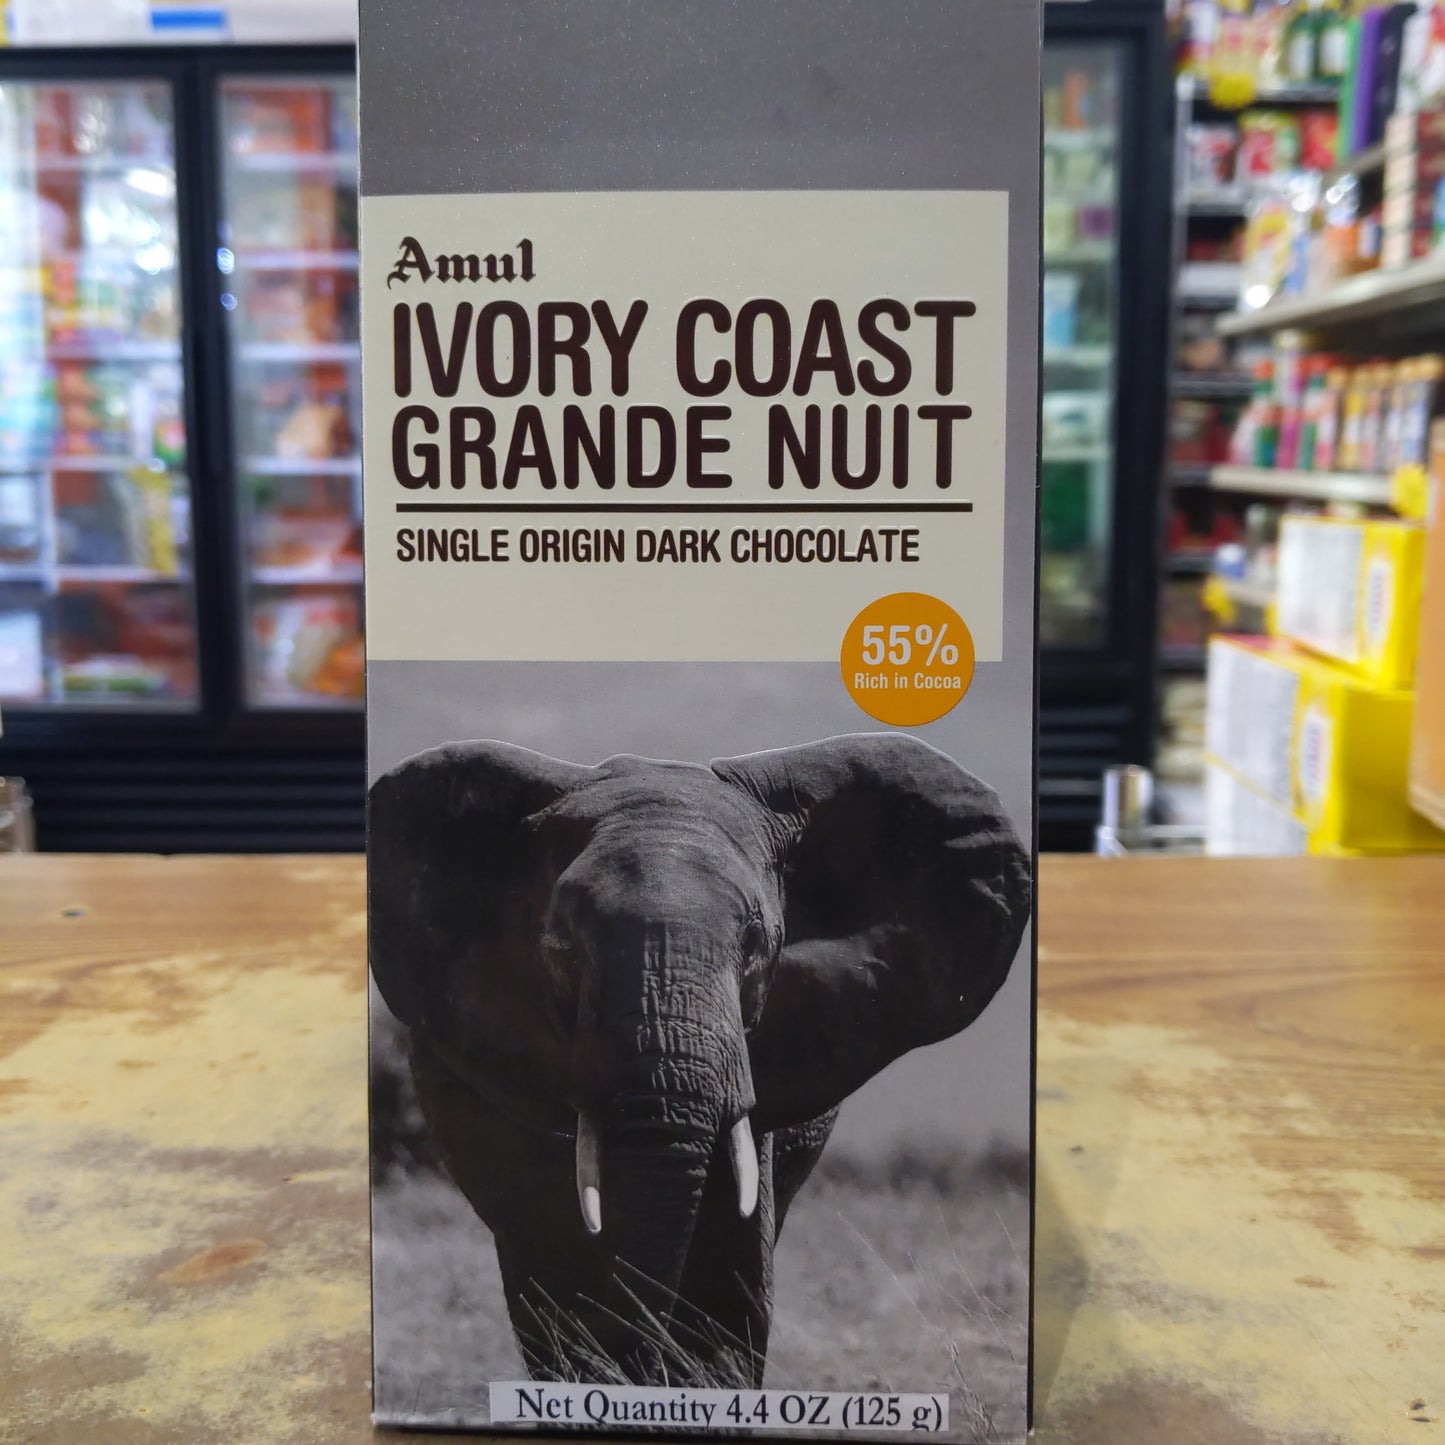 Amul
IVORY COAST
GRANDE NUIT
SINGLE ORIGIN DARK CHOCOLATE
55%
Rich in Cocoa
Net Quantity 4.4 OZ (125 g)